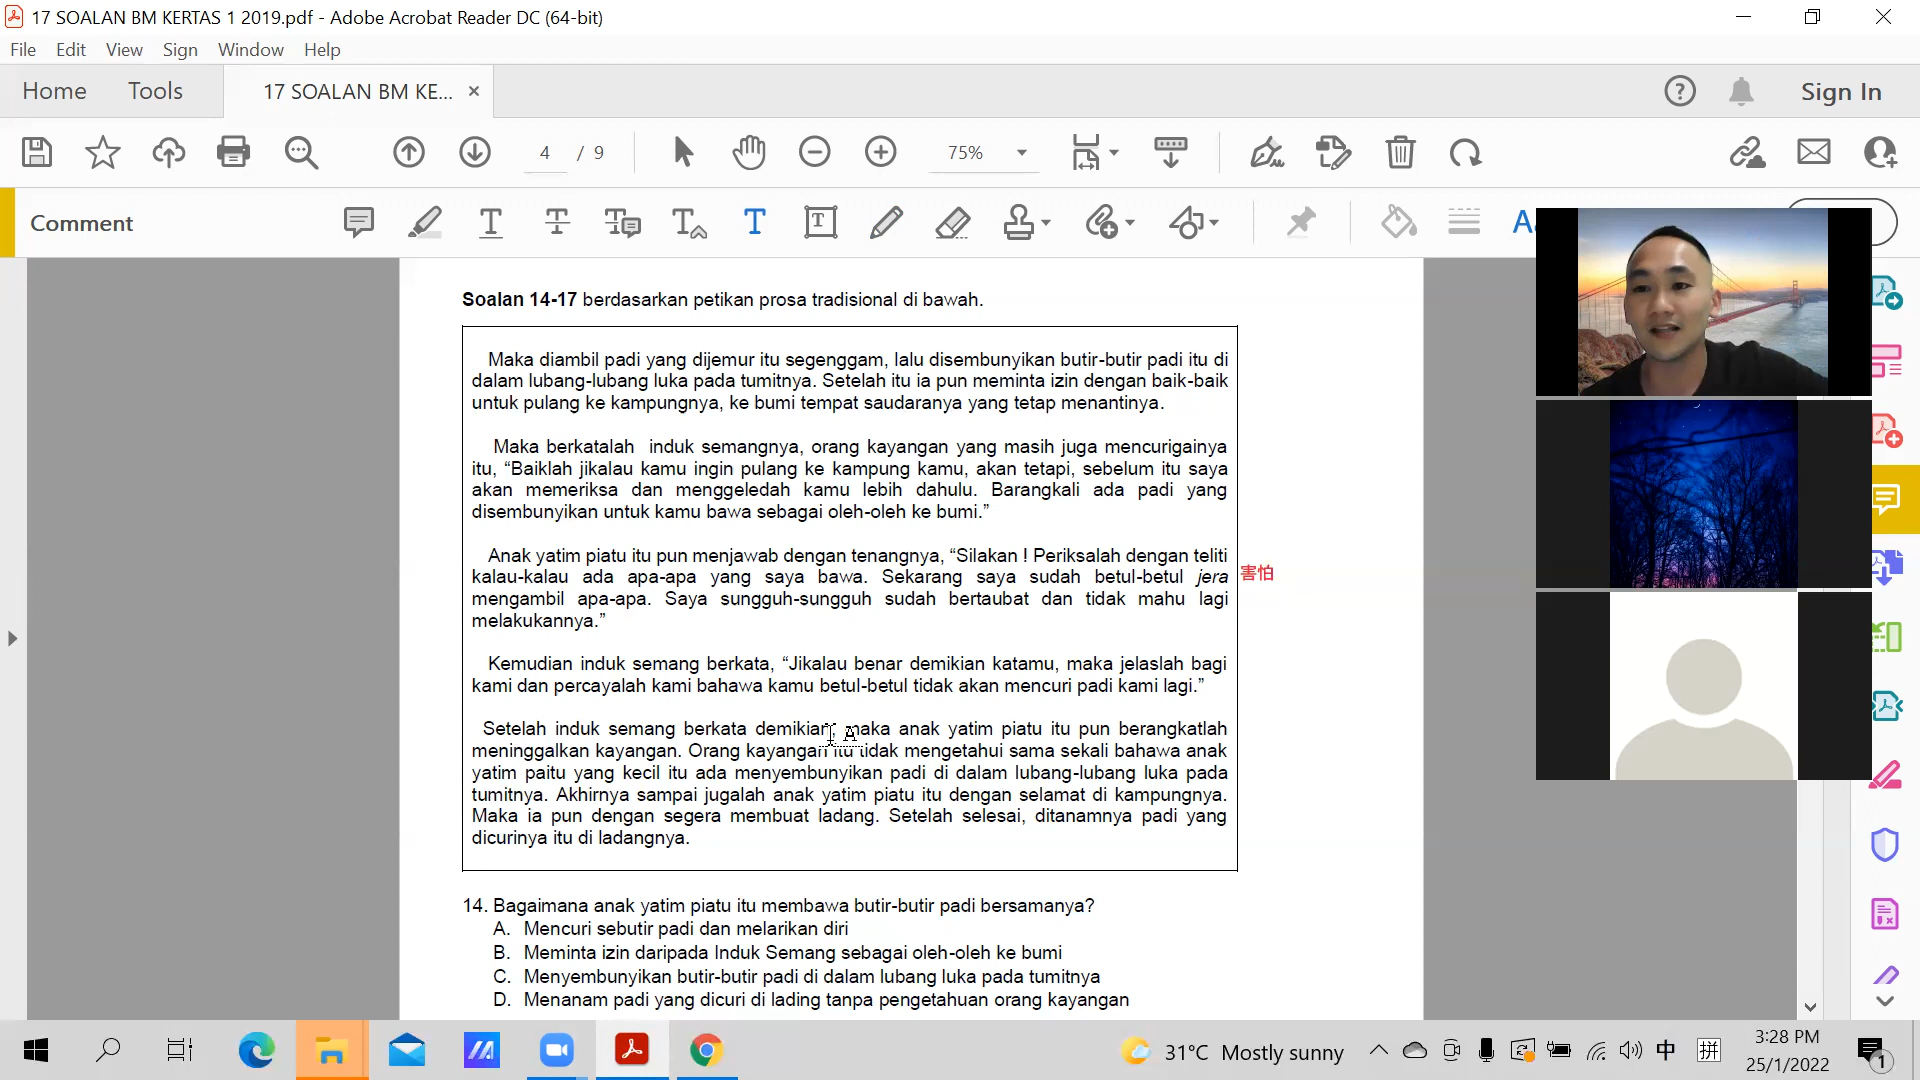 17 SOALAN BM KERTAS 1 2019.pdf - Adobe Acrobat Reader DC (64-bit)
File Edit View Sign Window Help
Home Tools 17 SOALAN BM KE... Sign In
4 / 9 75%
Comment
Soalan 14-17 berdasarkan petikan prosa tradisional di bawah.
Maka diambil padi yang dijemur itu segenggam, lalu disembunyikan butir-butir padi itu di
dalam lubang-lubang luka pada tumitnya. Setelah itu ia pun meminta izin dengan baik-baik
untuk pulang ke kampungnya, ke bumi tempat saudaranya yang tetap menantinya.
Maka berkatalah induk semangnya, orang kayangan yang masih juga mencurigainya
itu, “Baiklah jikalau kamu ingin pulang ke kampung kamu, akan tetapi, sebelum itu saya
akan memeriksa dan menggeledah kamu lebih dahulu. Barangkali ada padi yang
disembunyikan untuk kamu bawa sebagai oleh-oleh ke bumi.”
Anak yatim piatu itu pun menjawab dengan tenangnya, “Silakan ! Periksalah dengan teliti
kalau-kalau ada apa-apa yang saya bawa. Sekarang saya sudah betul-betul jera
害怕
mengambil apa-apa. Saya sungguh-sungguh sudah bertaubat dan tidak mahu lagi
melakukannya.”
Kemudian induk semang berkata, “Jikalau benar demikian katamu, maka jelaslah bagi
kami dan percayalah kami bahawa kamu betul-betul tidak akan mencuri padi kami lagi.”
Setelah induk semang berkata demikian, maka anak yatim piatu itu pun berangkatlah
meninggalkan kayangan. Orang kayangan itu tidak mengetahui sama sekali bahawa anak
yatim paitu yang kecil itu ada menyembunyikan padi di dalam lubang-lubang luka pada
tumitnya. Akhirnya sampai jugalah anak yatim piatu itu dengan selamat di kampungnya.
Maka ia pun dengan segera membuat ladang. Setelah selesai, ditanamnya padi yang
dicurinya itu di ladangnya.
14. Bagaimana anak yatim piatu itu membawa butir-butir padi bersamanya?
A. Mencuri sebutir padi dan melarikan diri
B. Meminta izin daripada Induk Semang sebagai oleh-oleh ke bumi
C. Menyembunyikan butir-butir padi di dalam lubang luka pada tumitnya
D. Menanam padi yang dicuri di lading tanpa pengetahuan orang kayangan
31°C Mostly sunny 中 拼 3:28 PM
25/1/2022 1